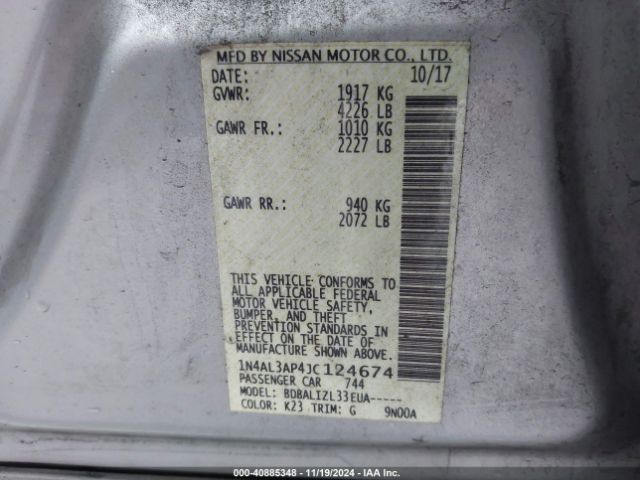 MFD BY NISSAN MOTOR CO., LTD.
DATE: 10/17
GVWR: 1917 KG
4226 LB
GAWR FR.: 1010 KG
2227 LB
GAWR RR.: 940 KG
2072 LB
THIS VEHICLE CONFORMS TO
ALL APPLICABLE FEDERAL
MOTOR VEHICLE SAFETY,
BUMPER, AND THEFT
PREVENTION STANDARDS IN
EFFECT ON THE DATE OF
MANUFACTURE SHOWN ABOVE.
1N4AL3AP4JC124674
PASSENGER CAR 744
MODEL: BDBALIZL33EUA-----
COLOR: K23 TRIM: G 9N00A
000-40885348 - 11/19/2024 - IAA Inc.